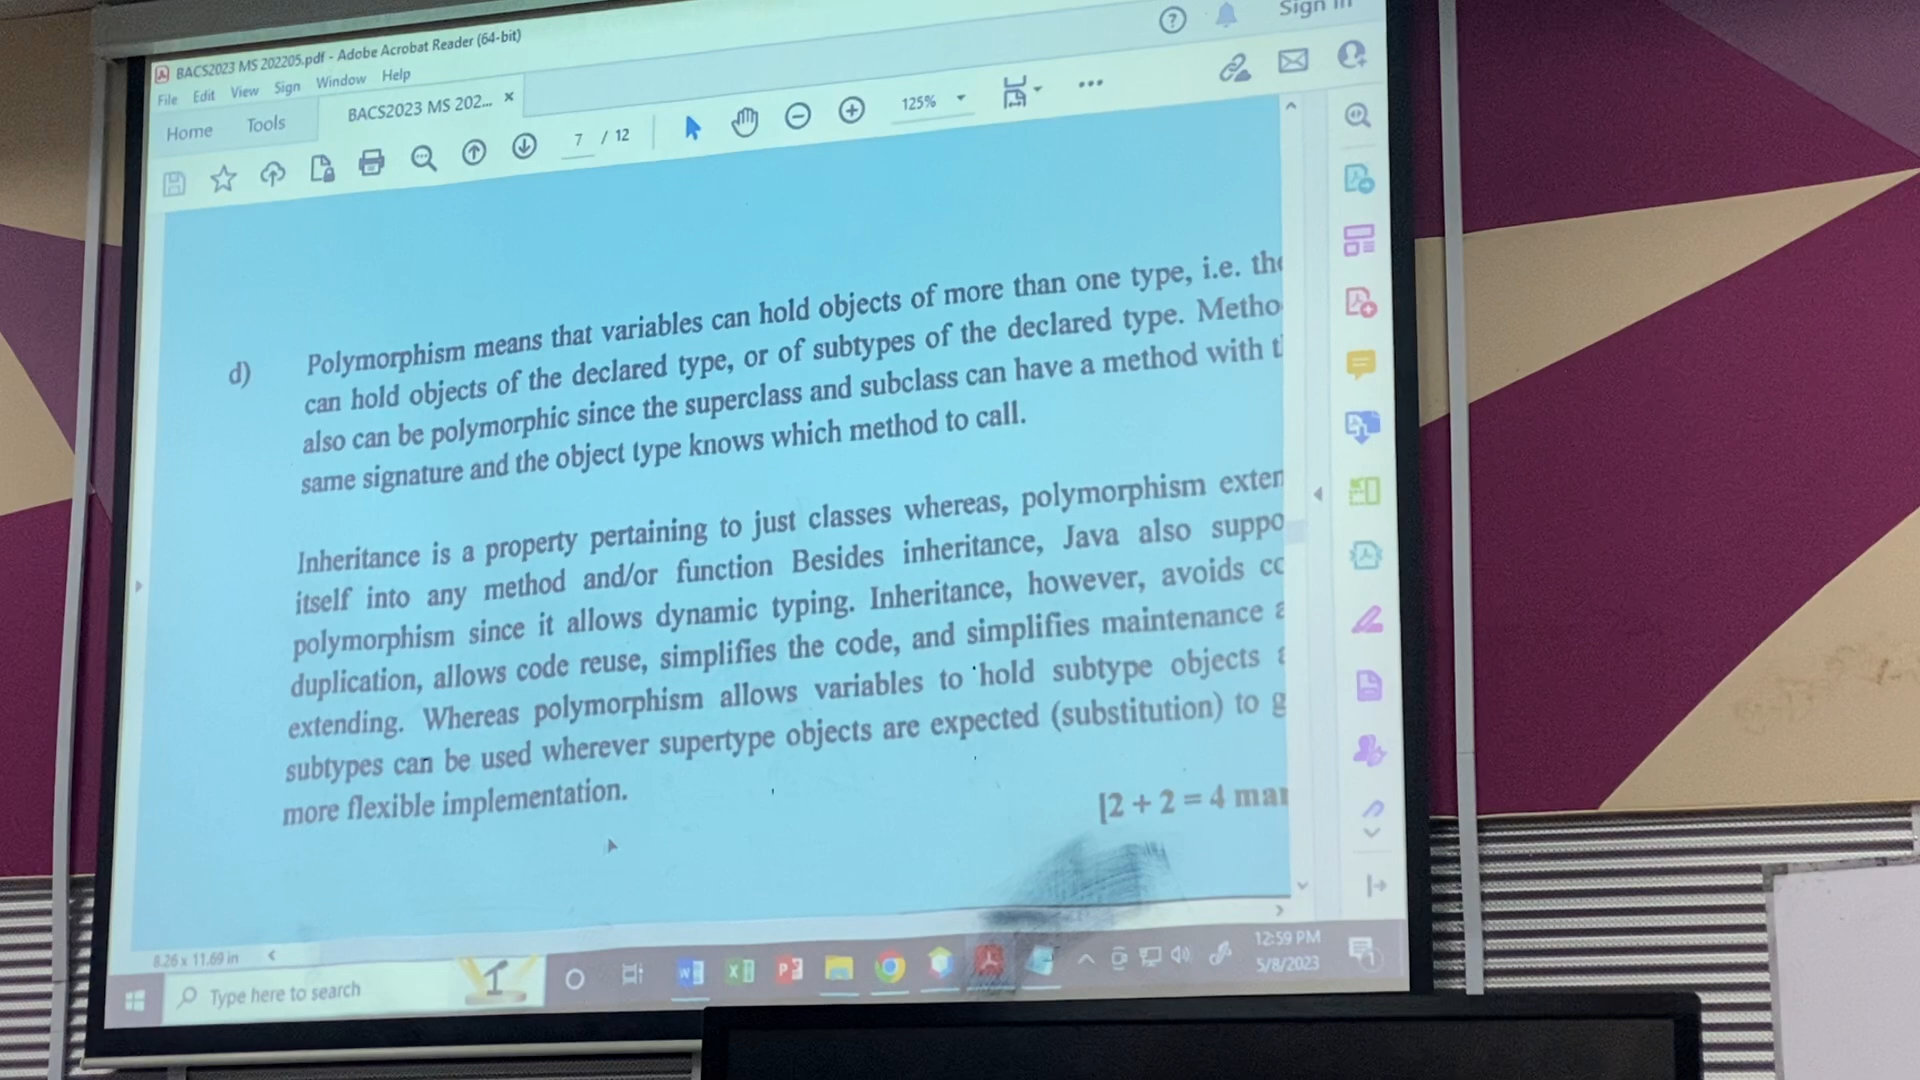 BACS2023 MS 202205.pdf - Adobe Acrobat Reader (64-bit)
Sign In
File Edit View Sign Window Help
Home Tools BACS2023 MS 202... ×
7 / 12 125%
d) Polymorphism means that variables can hold objects of more than one type, i.e. the
can hold objects of the declared type, or of subtypes of the declared type. Metho
also can be polymorphic since the superclass and subclass can have a method with t
same signature and the object type knows which method to call.
Inheritance is a property pertaining to just classes whereas, polymorphism exten
itself into any method and/or function Besides inheritance, Java also suppo
polymorphism since it allows dynamic typing. Inheritance, however, avoids co
duplication, allows code reuse, simplifies the code, and simplifies maintenance a
extending. Whereas polymorphism allows variables to hold subtype objects a
subtypes can be used wherever supertype objects are expected (substitution) to g
more flexible implementation.
[2 + 2 = 4 mar
8.26 x 11.69 in
Type here to search
12:59 PM
5/8/2023